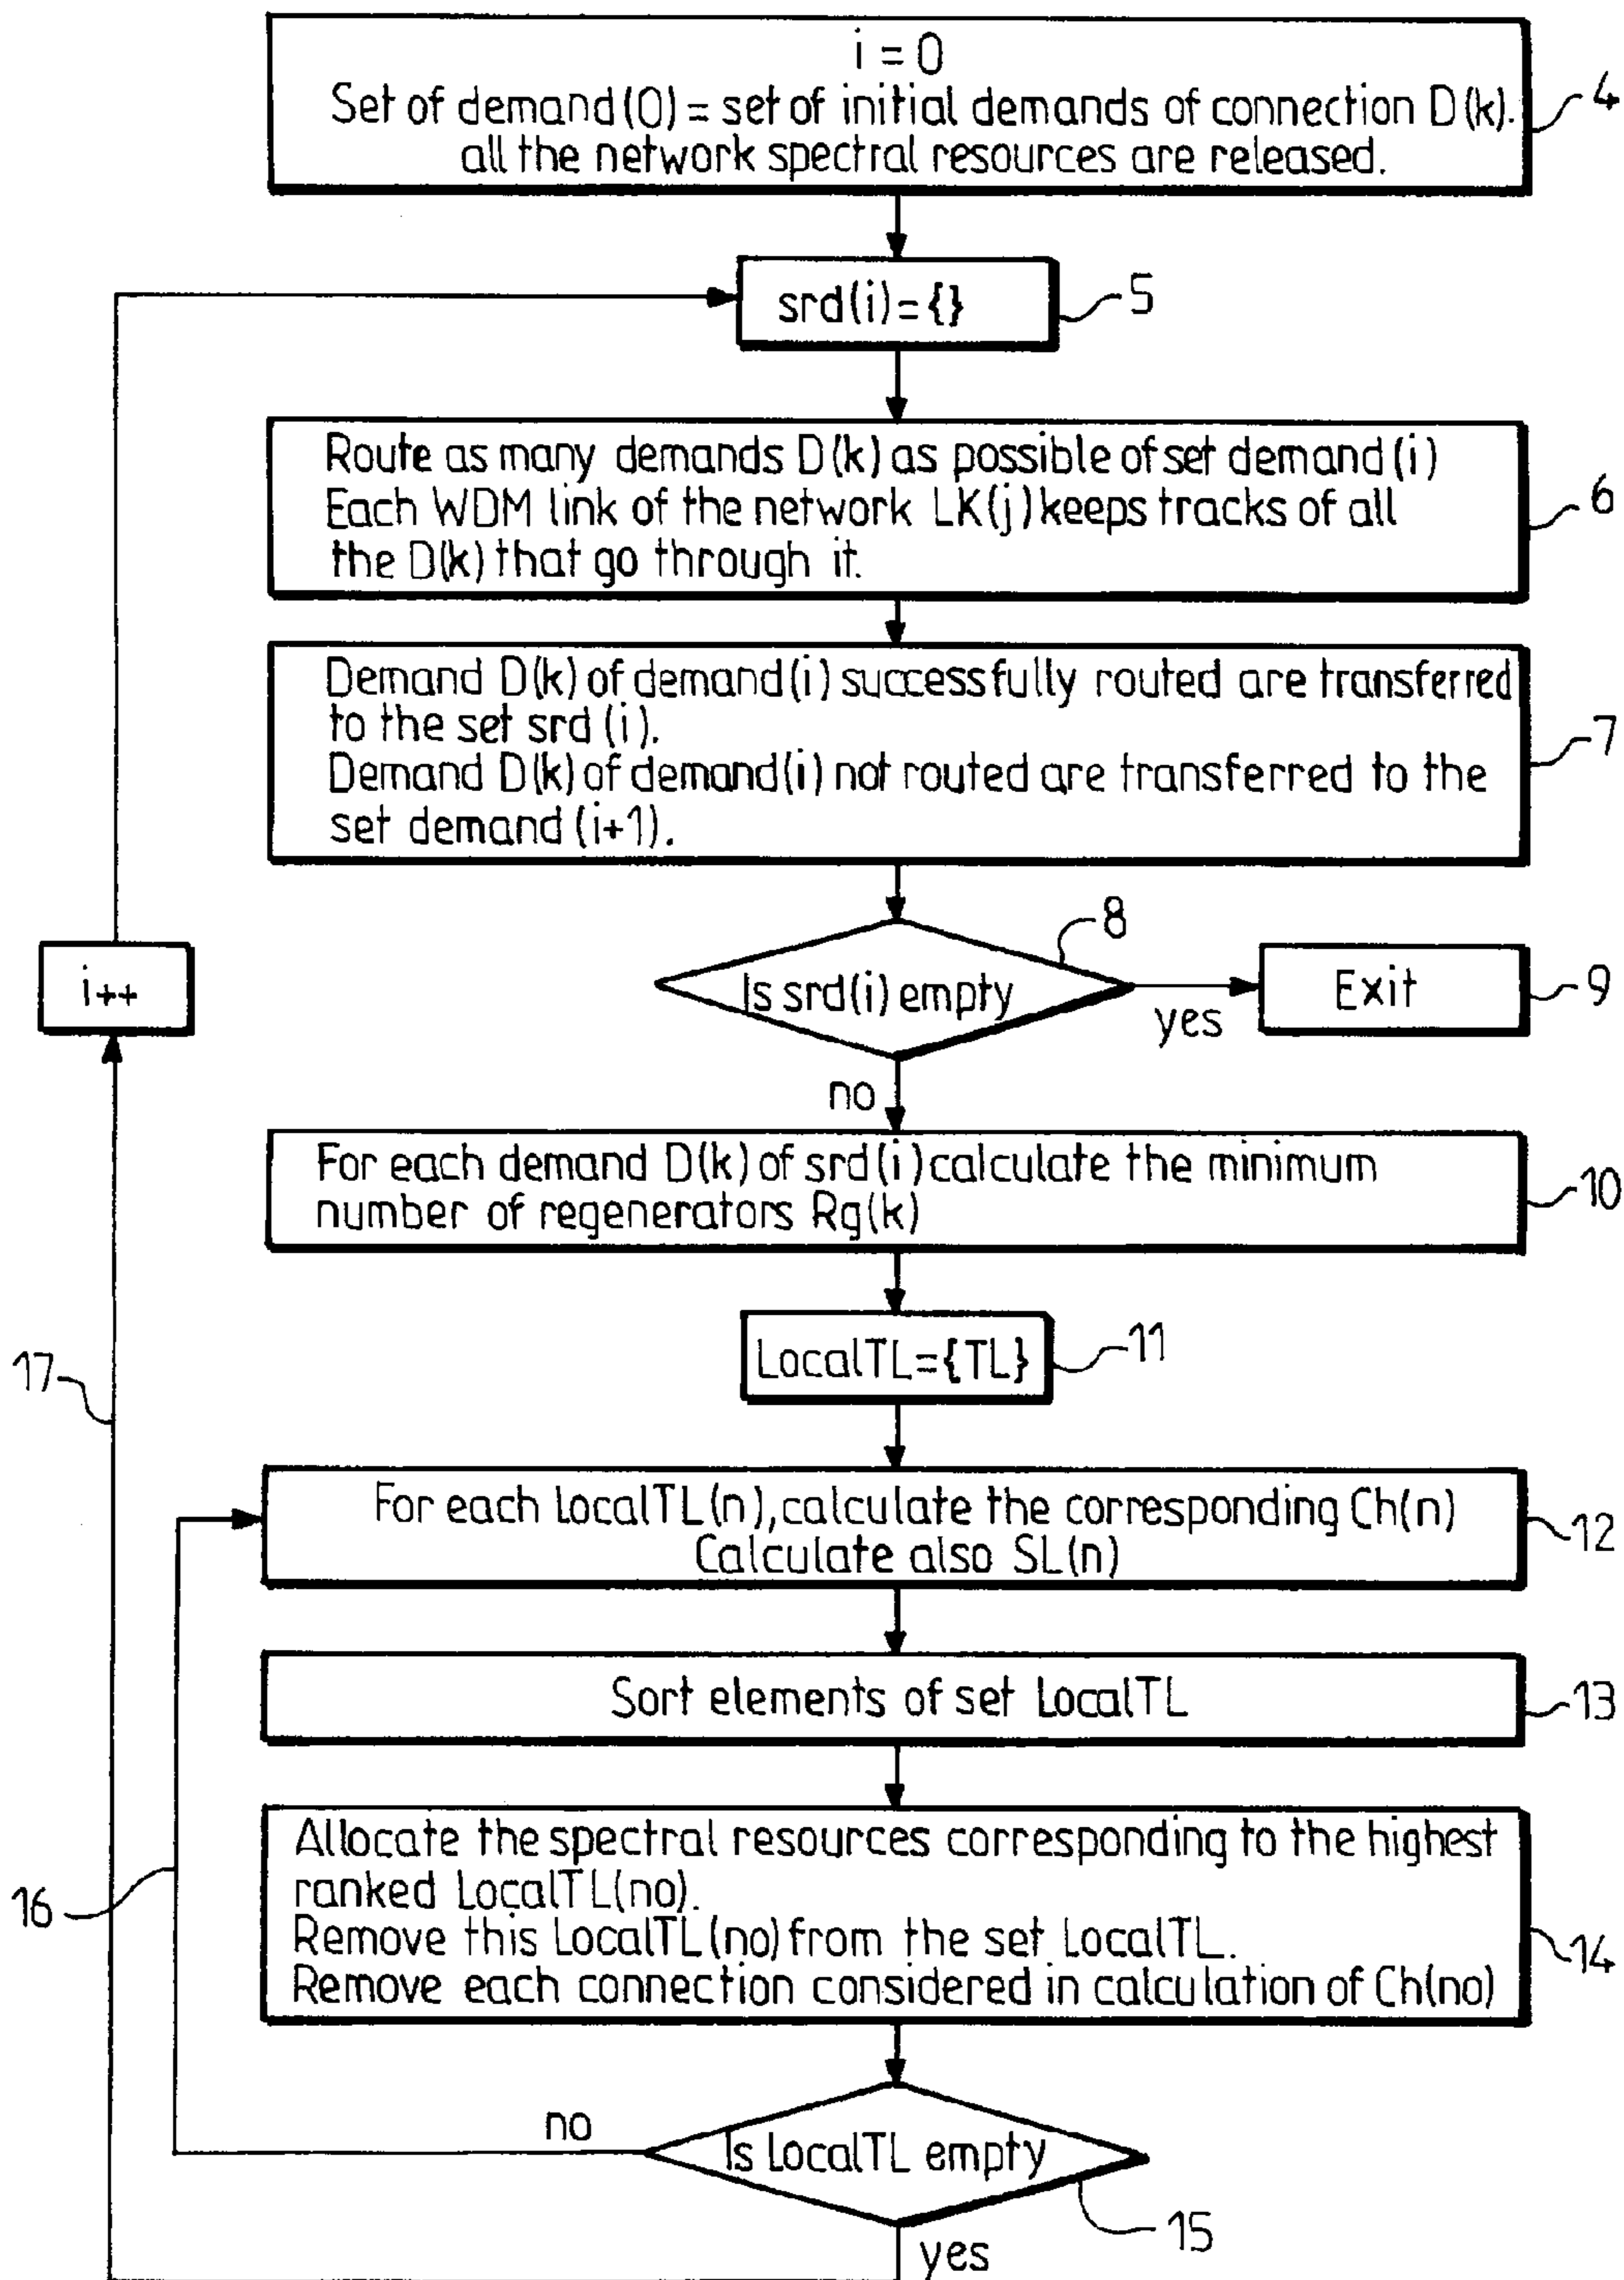 i = 0
Set of demand(0) = set of initial demands of connection D(k).
all the network spectral resources are released.
4
srd(i)={}
5
Route as many demands D(k) as possible of set demand(i)
Each WDM link of the network LK(j) keeps tracks of all
the D(k) that go through it.
6
Demand D(k) of demand(i) successfully routed are transferred
to the set srd (i).
Demand D(k) of demand(i) not routed are transferred to the
set demand (i+1).
7
8
Is srd(i) empty
yes
Exit
9
i++
no
For each demand D(k) of srd(i) calculate the minimum
number of regenerators Rg(k)
10
LocalTL={TL}
11
17
For each LocalTL(n), calculate the corresponding Ch(n)
Calculate also SL(n)
12
Sort elements of set LocalTL
13
Allocate the spectral resources corresponding to the highest
ranked LocalTL(no).
Remove this LocalTL(no) from the set LocalTL.
Remove each connection considered in calculation of Ch(no)
14
16
no
Is LocalTL empty
15
yes